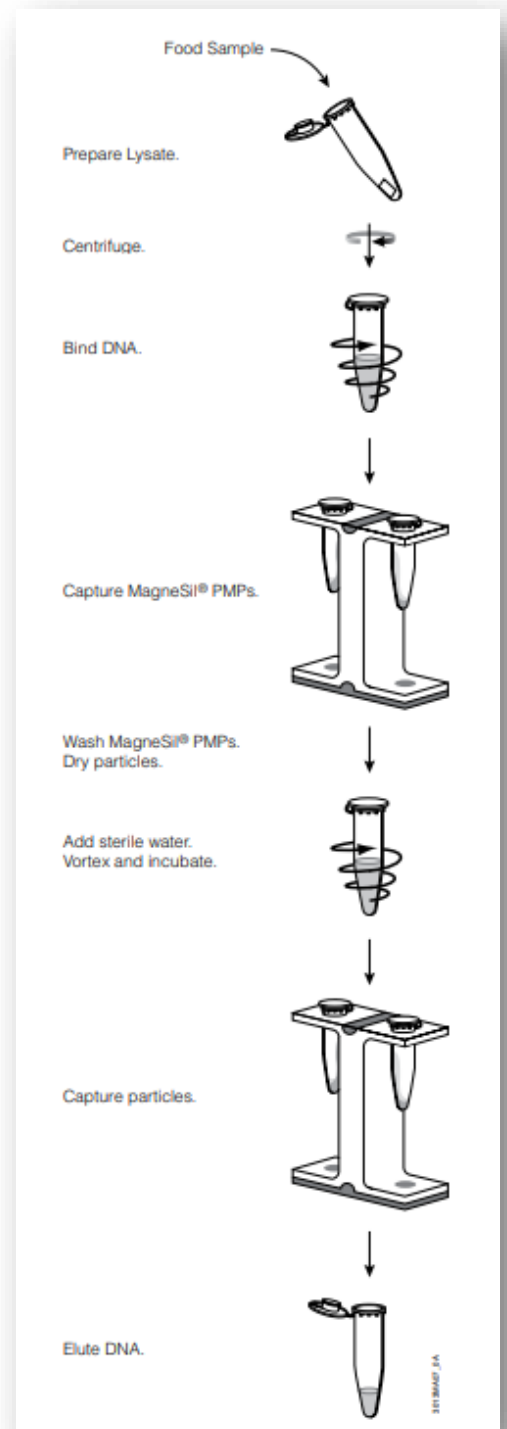 Food Sample
Prepare Lysate.
Centrifuge.
Bind DNA.
Capture MagneSil® PMPs.
Wash MagneSil® PMPs.
Dry particles.
Add sterile water.
Vortex and incubate.
Capture particles.
Elute DNA.